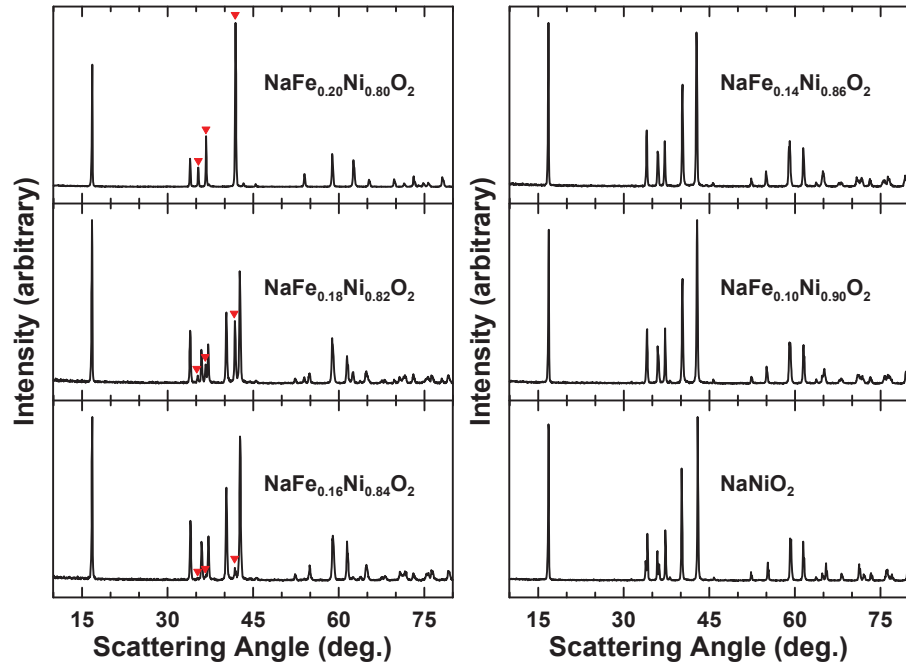 NaFe0.20Ni0.80O2
NaFe0.18Ni0.82O2
NaFe0.16Ni0.84O2
Intensity (arbitrary)
15 30 45 60 75
Scattering Angle (deg.)
NaFe0.14Ni0.86O2
NaFe0.10Ni0.90O2
NaNiO2
Intensity (arbitrary)
15 30 45 60 75
Scattering Angle (deg.)